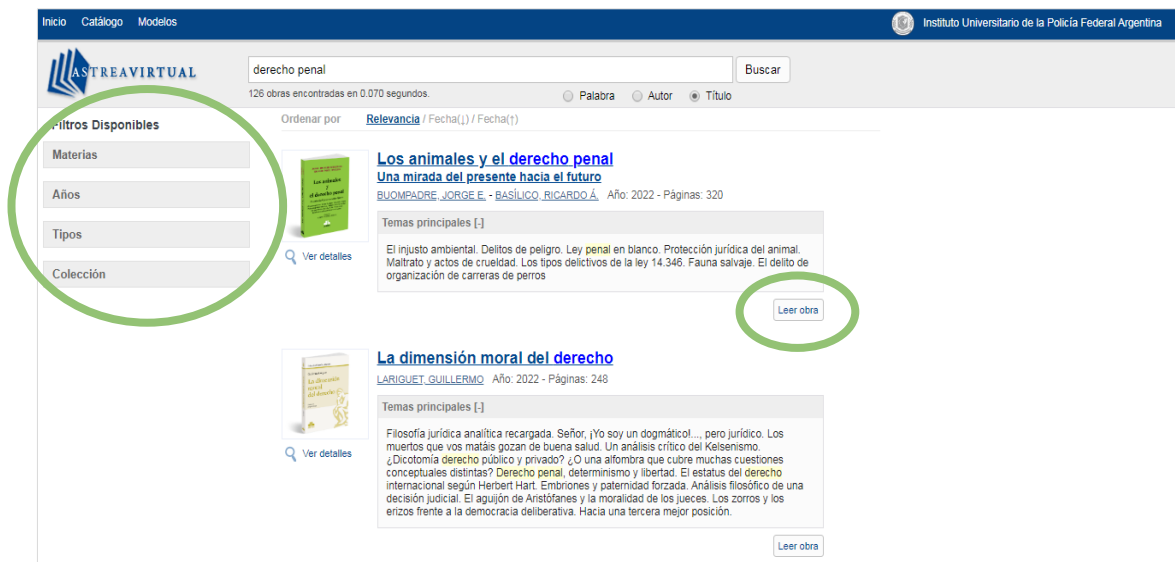 Inicio Catálogo Modelos
Instituto Universitario de la Policía Federal Argentina
ASTREAVIRTUAL
derecho penal
Buscar
126 obras encontradas en 0.070 segundos.
Palabra Autor Título
Filtros Disponibles
Materias
Años
Tipos
Colección
Ordenar por Relevancia / Fecha(↓) / Fecha(↑)
Los animales y el derecho penal
Una mirada del presente hacia el futuro
BUOMPADRE, JORGE E. - BASÍLICO, RICARDO Á. Año: 2022 - Páginas: 320
Temas principales [-]
El injusto ambiental. Delitos de peligro. Ley penal en blanco. Protección jurídica del animal.
Maltrato y actos de crueldad. Los tipos delictivos de la ley 14.346. Fauna salvaje. El delito de
organización de carreras de perros
Los animales
y
el derecho penal
Ver detalles
Leer obra
La dimensión moral del derecho
LARIGUET, GUILLERMO Año: 2022 - Páginas: 248
Temas principales [-]
Filosofía jurídica analítica recargada. Señor, ¡Yo soy un dogmático!..., pero jurídico. Los
muertos que vos matáis gozan de buena salud. Un análisis crítico del Kelsenismo.
¿Dicotomía derecho público y privado? ¿O una alfombra que cubre muchas cuestiones
conceptuales distintas? Derecho penal, determinismo y libertad. El estatus del derecho
internacional según Herbert Hart. Embriones y paternidad forzada. Análisis filosófico de una
decisión judicial. El aguijón de Aristófanes y la moralidad de los jueces. Los zorros y los
erizos frente a la democracia deliberativa. Hacia una tercera mejor posición.
La dimensión
moral
del derecho
Ver detalles
Leer obra